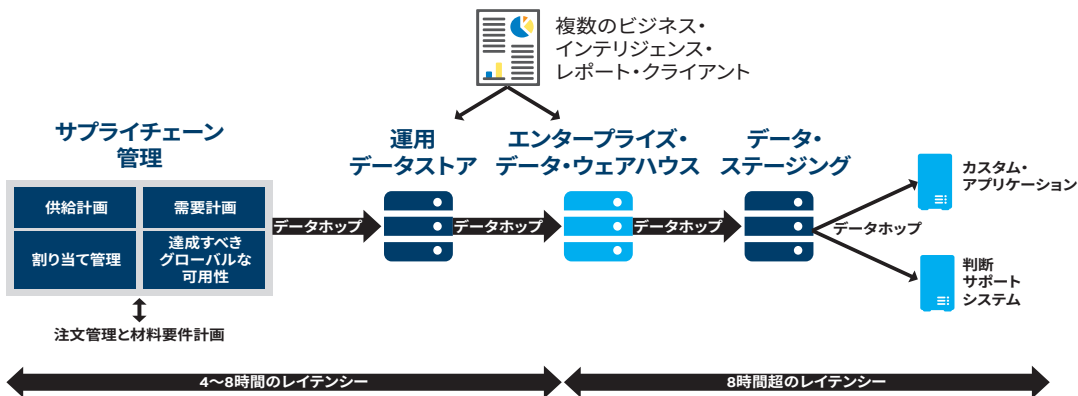 複数のビジネス・
インテリジェンス・
レポート・クライアント
サプライチェーン
管理
運用
データストア
エンタープライズ・
データ・ウェアハウス
データ・
ステージング
供給計画
需要計画
割り当て管理
達成すべき
グローバルな
可用性
データホップ
データホップ
データホップ
データホップ
カスタム・
アプリケーション
判断
サポート
システム
注文管理と材料要件計画
4〜8時間のレイテンシー
8時間超のレイテンシー